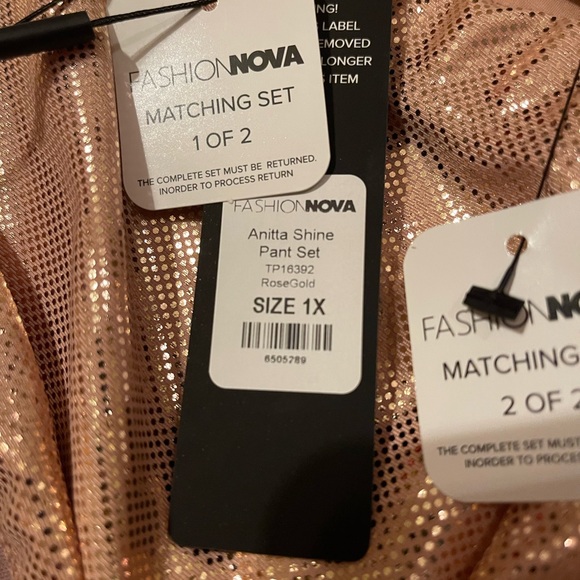 NG!
LABEL
EMOVED
LONGER
ITEM
FASHIONNOVA
MATCHING SET
1 OF 2
THE COMPLETE SET MUST BE RETURNED.
INORDER TO PROCESS RETURN
FASHIONNOVA
Anitta Shine
Pant Set
TP16392
RoseGold
SIZE 1X
6505789
FASHIONNO
MATCHING
2 OF 2
THE COMPLETE SET MUST
INORDER TO PROCES